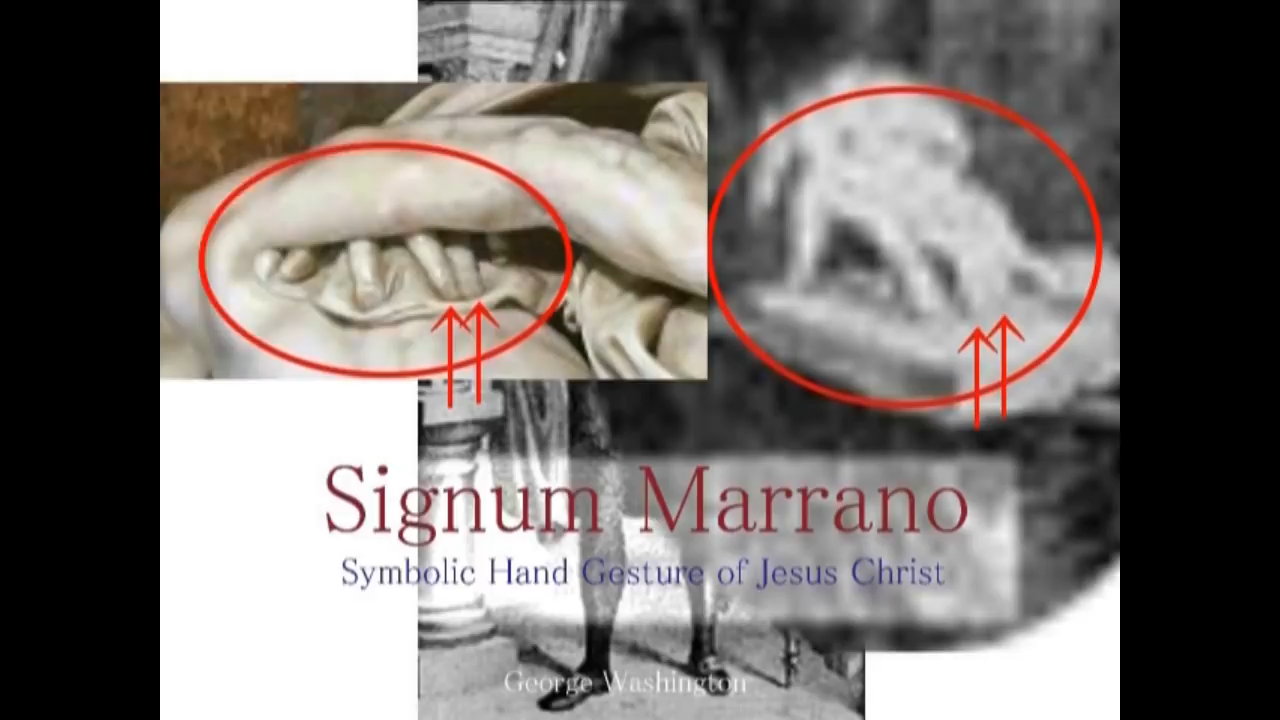 Signum Marrano
Symbolic Hand Gesture of Jesus Christ
George Washington